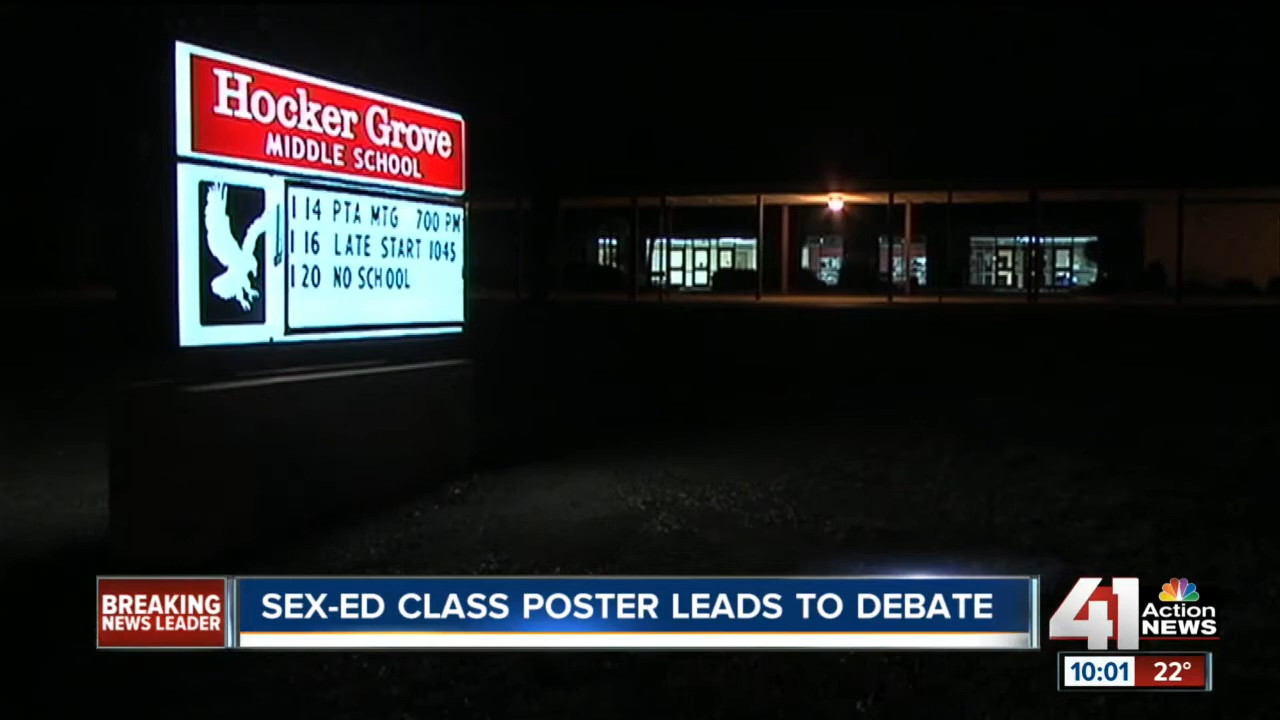 Hocker Grove
MIDDLE SCHOOL
1 14 PTA MTG 700 PM
1 16 LATE START 1045
1 20 NO SCHOOL
BREAKING
NEWS LEADER
SEX-ED CLASS POSTER LEADS TO DEBATE
41 Action
NEWS
10:01 22°